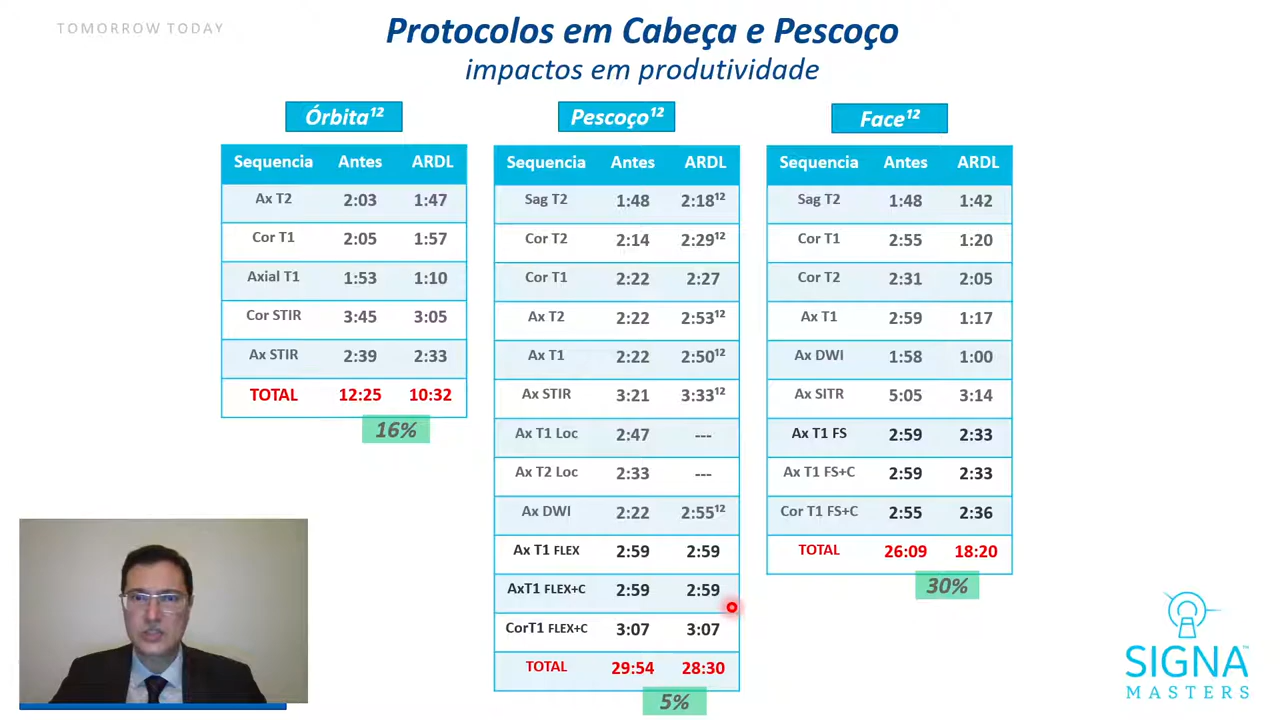 TOMORROW TODAY
Protocolos em Cabeça e Pescoço
impactos em produtividade
Órbita¹²
Sequencia Antes ARDL
Ax T2 2:03 1:47
Cor T1 2:05 1:57
Axial T1 1:53 1:10
Cor STIR 3:45 3:05
Ax STIR 2:39 2:33
TOTAL 12:25 10:32
16%
Pescoço¹²
Sequencia Antes ARDL
Sag T2 1:48 2:18¹²
Cor T2 2:14 2:29¹²
Cor T1 2:22 2:27
Ax T2 2:22 2:53¹²
Ax T1 2:22 2:50¹²
Ax STIR 3:21 3:33¹²
Ax T1 Loc 2:47 ---
Ax T2 Loc 2:33 ---
Ax DWI 2:22 2:55¹²
Ax T1 FLEX 2:59 2:59
AxT1 FLEX+C 2:59 2:59
CorT1 FLEX+C 3:07 3:07
TOTAL 29:54 28:30
5%
Face¹²
Sequencia Antes ARDL
Sag T2 1:48 1:42
Cor T1 2:55 1:20
Cor T2 2:31 2:05
Ax T1 2:59 1:17
Ax DWI 1:58 1:00
Ax SITR 5:05 3:14
Ax T1 FS 2:59 2:33
Ax T1 FS+C 2:59 2:33
Cor T1 FS+C 2:55 2:36
TOTAL 26:09 18:20
30%
SIGNA™
MASTERS